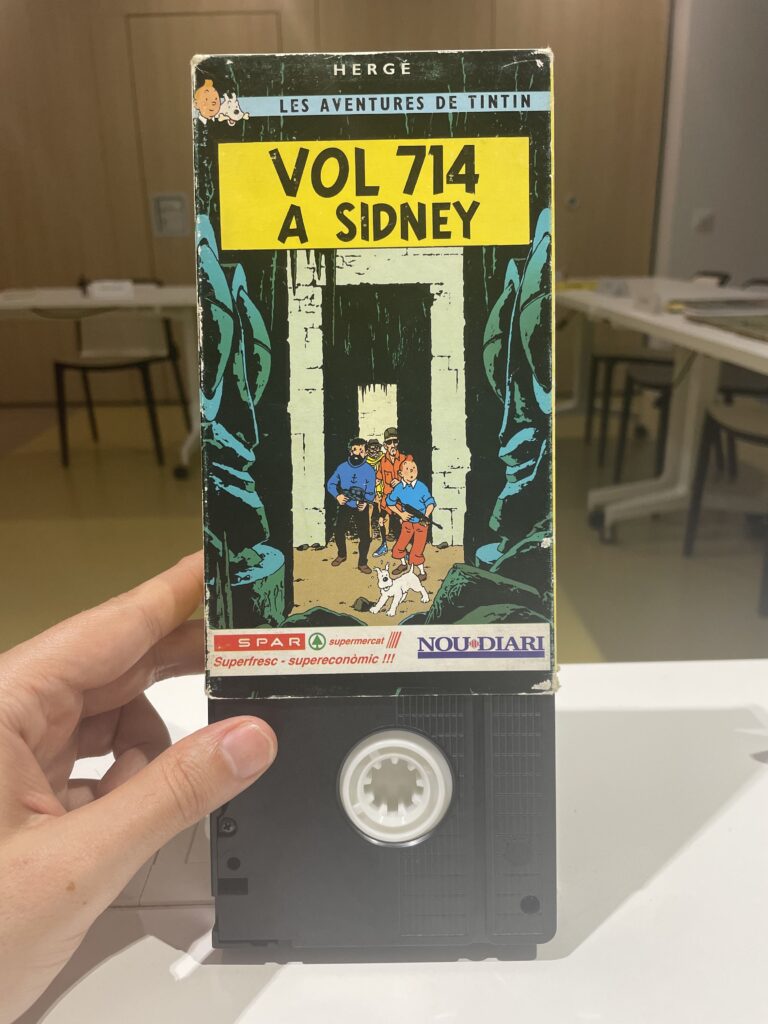 HERGÉ
LES AVENTURES DE TINTIN
VOL 714
A SIDNEY
SPAR supermercat
Superfresc - supereconòmic !!!
NOU DIARI